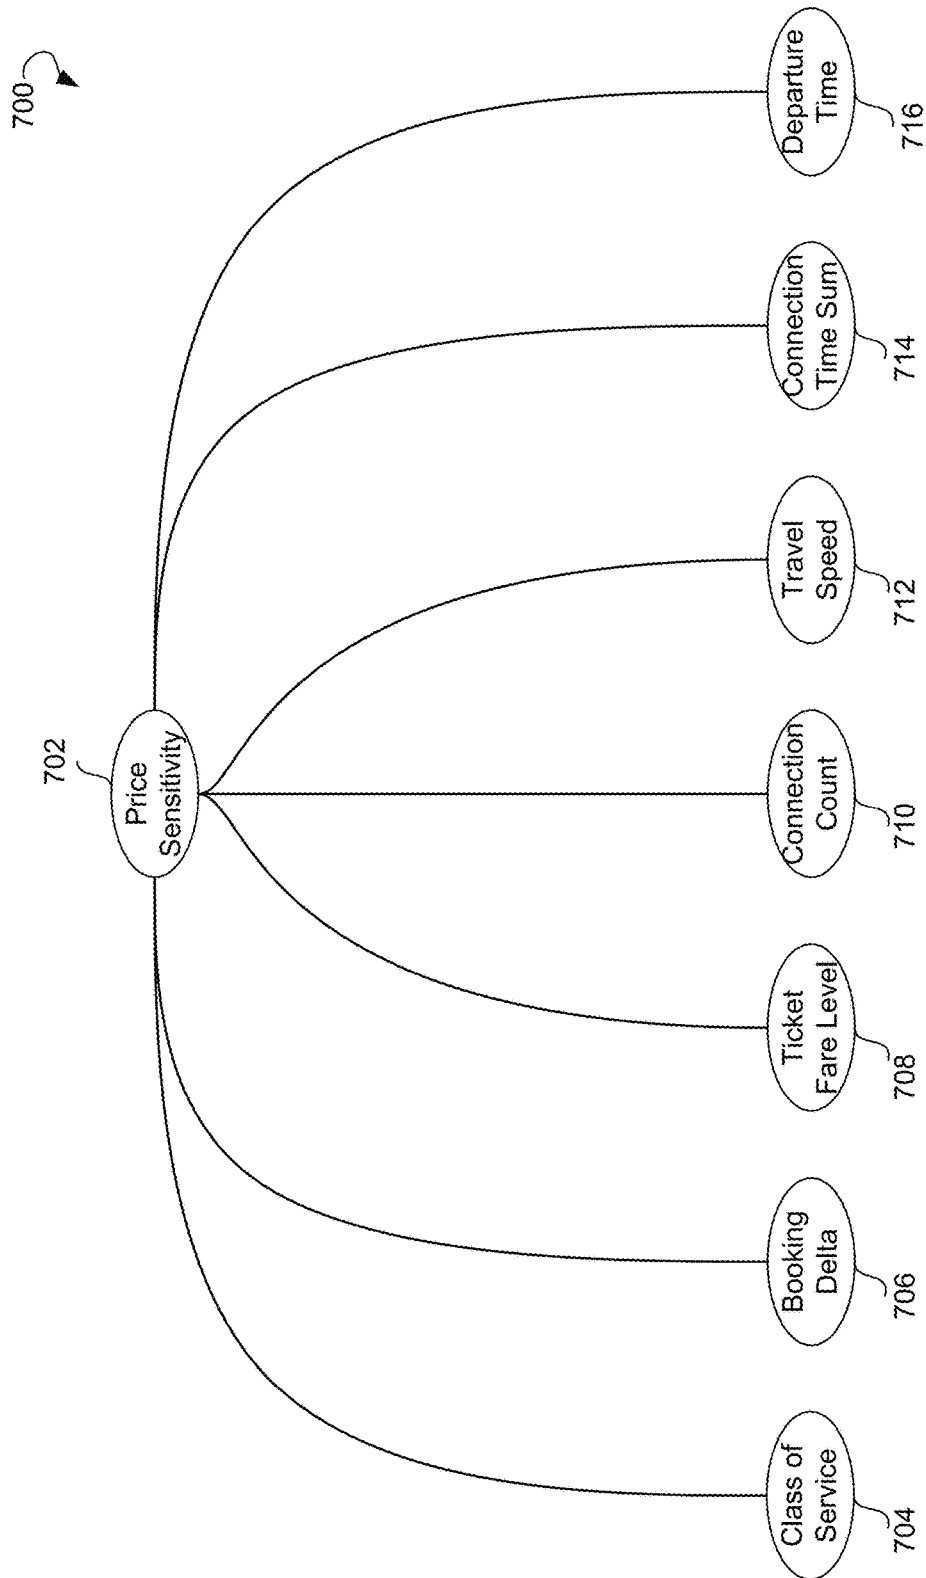 700
702
Price
Sensitivity
Class of
Service
704
Booking
Delta
706
Ticket
Fare Level
708
Connection
Count
710
Travel
Speed
712
Connection
Time Sum
714
Departure
Time
716